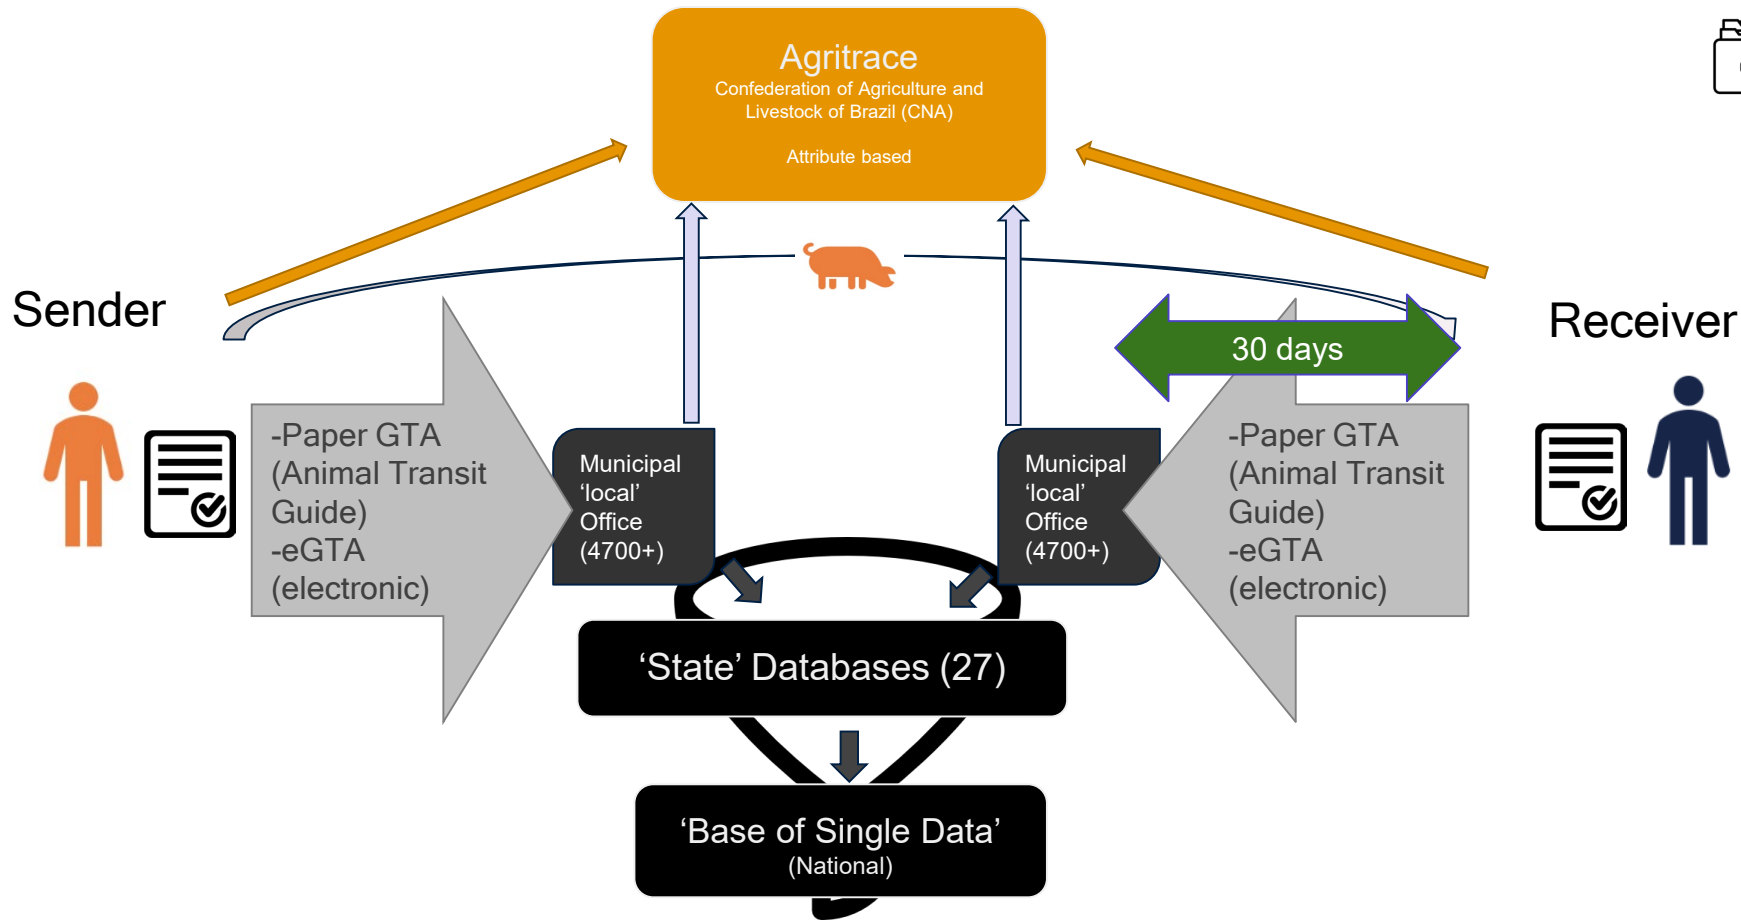 Agritrace
Confederation of Agriculture and
Livestock of Brazil (CNA)
Attribute based
Sender
Receiver
30 days
-Paper GTA
(Animal Transit
Guide)
-eGTA
(electronic)
Municipal
‘local’
Office
(4700+)
Municipal
‘local’
Office
(4700+)
-Paper GTA
(Animal Transit
Guide)
-eGTA
(electronic)
‘State’ Databases (27)
‘Base of Single Data’
(National)